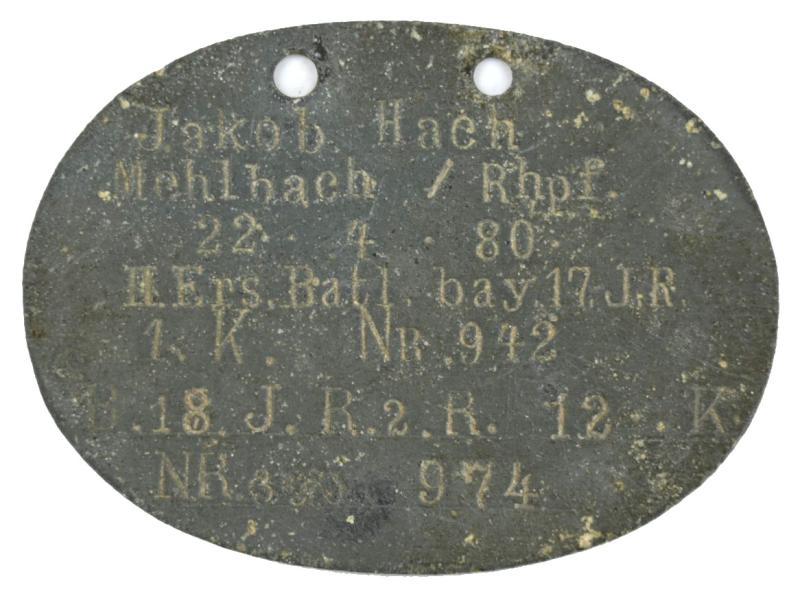 Jakob Hach
Mehlbach / Rhpf.
22. 4. 80.
II. Ers. Batl. bay. 17. J.R.
1. K. NR. 942
B. 18. J. R. 2. R. 12. K.
NR. 974